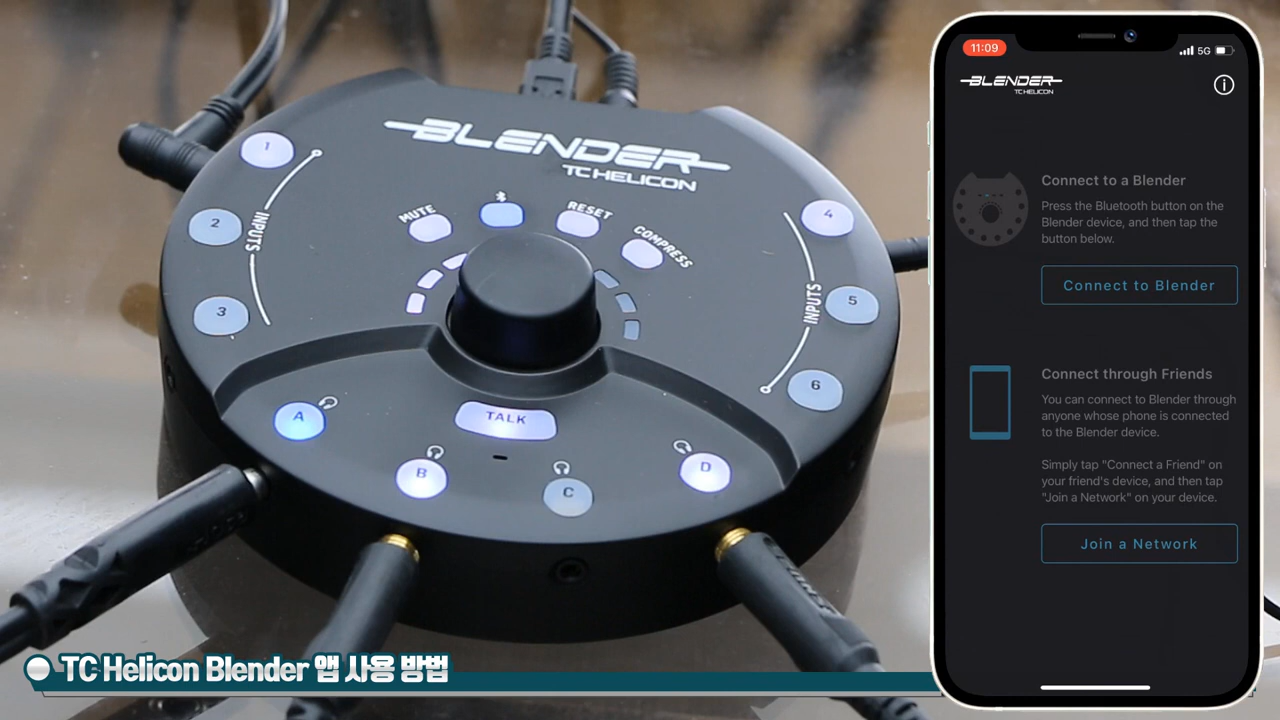 BLENDER
TC HELICON
MUTE
RESET
COMPRESS
1
2
3
INPUTS
4
5
6
INPUTS
TALK
A
B
C
D
TC Helicon Blender 앱 사용 방법
11:09
5G
BLENDER
TC HELICON
Connect to a Blender
Press the Bluetooth button on the
Blender device, and then tap the
button below.
Connect to Blender
Connect through Friends
You can connect to Blender through
anyone whose phone is connected
to the Blender device.
Simply tap "Connect a Friend" on
your friend's device, and then tap
"Join a Network" on your device.
Join a Network